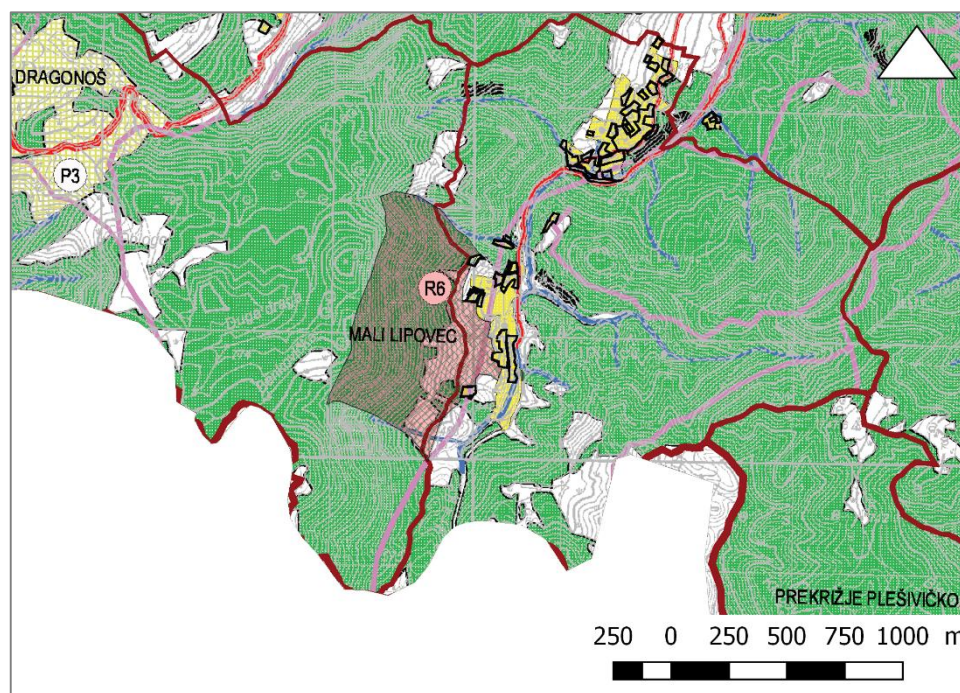 DRAGONOŠ
P3
R6
MALI LIPOVEC
PREKRIŽJE PLEŠIVIČKO
250 0 250 500 750 1000 m